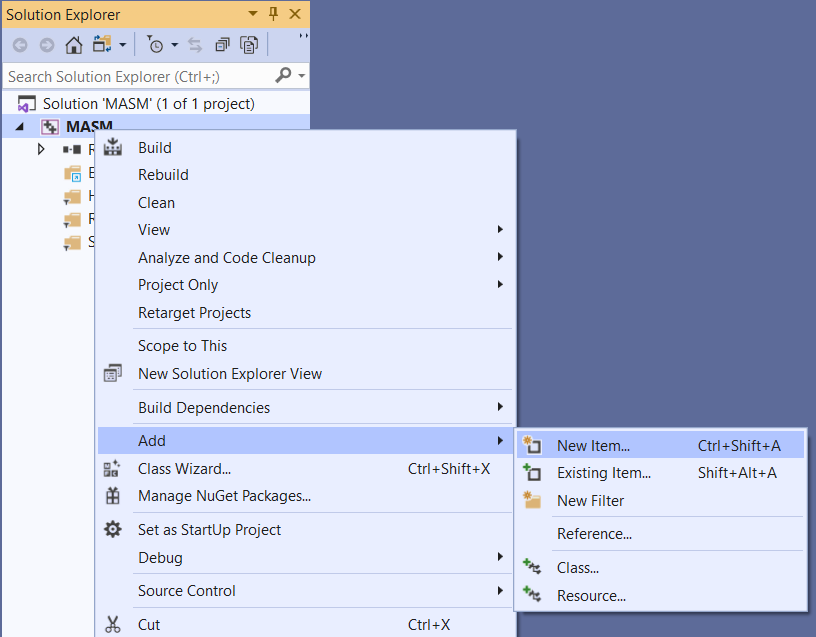 Solution Explorer
Search Solution Explorer (Ctrl+;)
Solution 'MASM' (1 of 1 project)
MASM
Build
Rebuild
Clean
View
Analyze and Code Cleanup
Project Only
Retarget Projects
Scope to This
New Solution Explorer View
Build Dependencies
Add
Class Wizard... Ctrl+Shift+X
Manage NuGet Packages...
Set as StartUp Project
Debug
Source Control
Cut Ctrl+X
New Item... Ctrl+Shift+A
Existing Item... Shift+Alt+A
New Filter
Reference...
Class...
Resource...